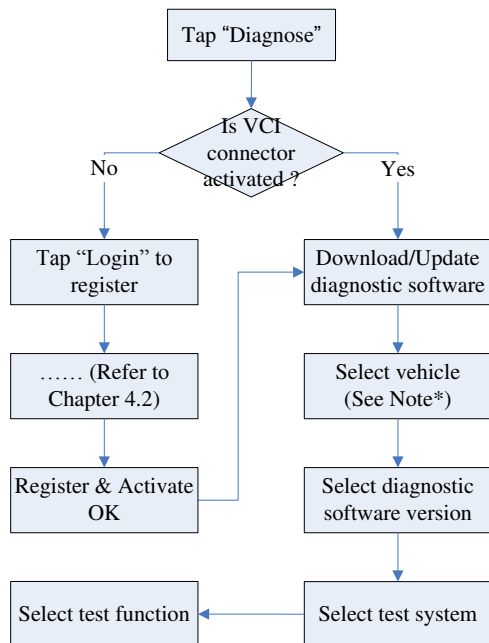 Tap “Diagnose”
Is VCI
connector
activated ?
No
Yes
Tap “Login” to
register
Download/Update
diagnostic software
…… (Refer to
Chapter 4.2)
Select vehicle
(See Note*)
Register & Activate
OK
Select diagnostic
software version
Select test function
Select test system